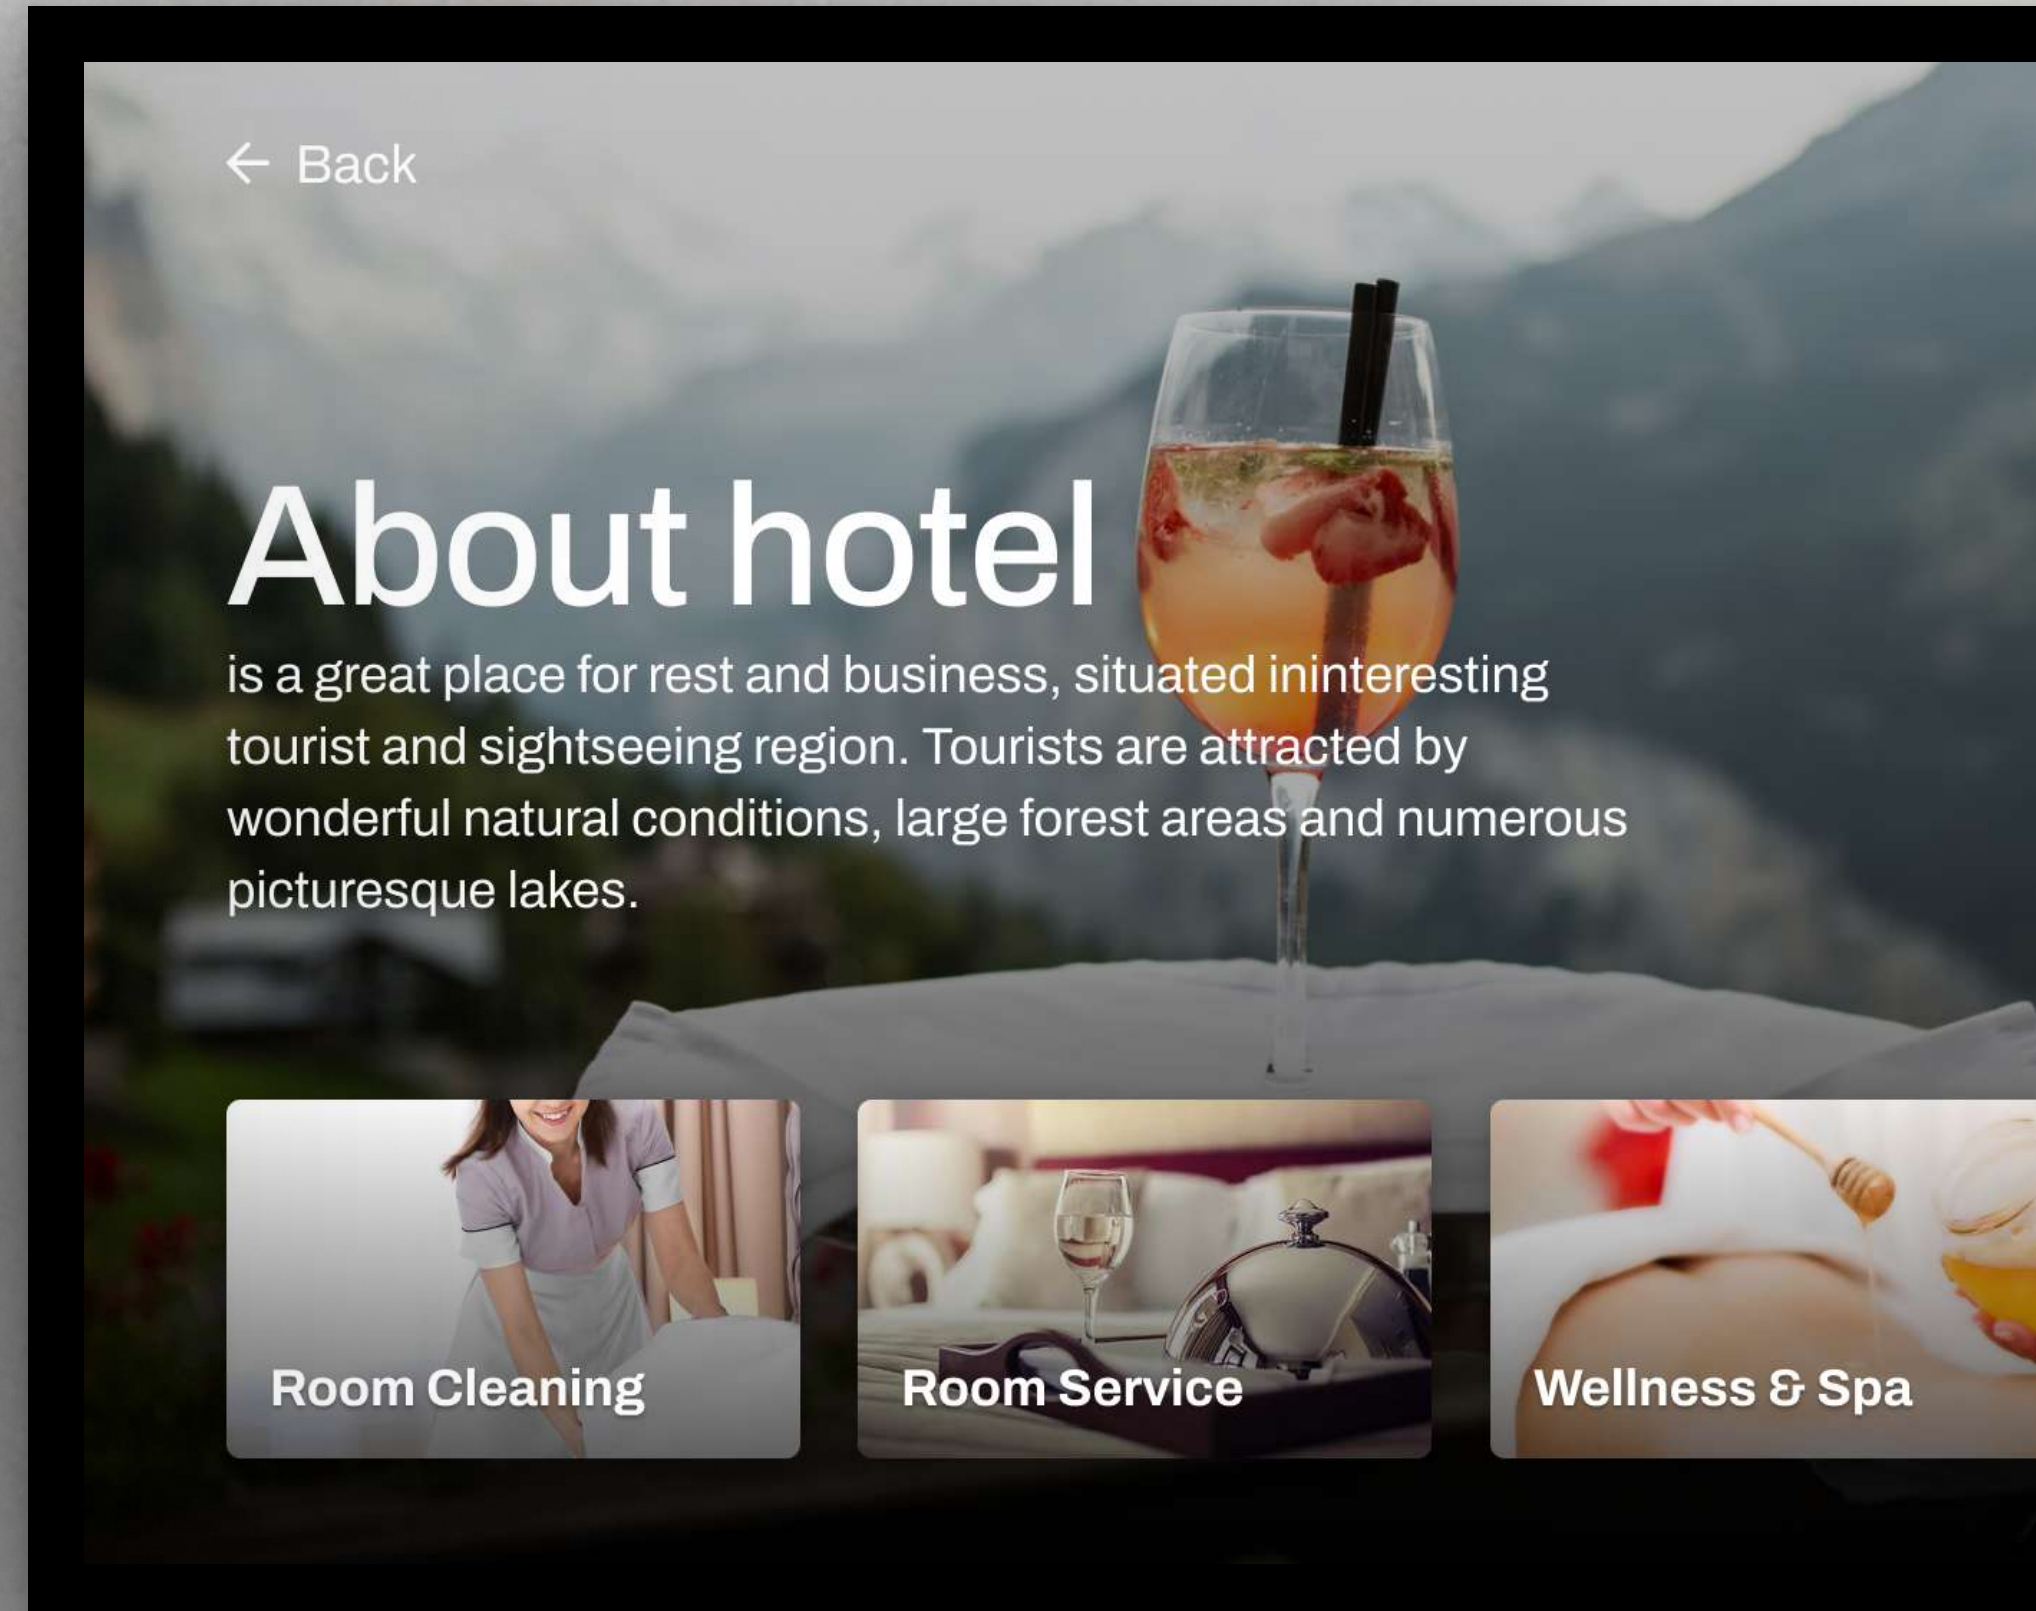 Back
About hotel
is a great place for rest and business, situated ininteresting
tourist and sightseeing region. Tourists are attracted by
wonderful natural conditions, large forest areas and numerous
picturesque lakes.
Room Cleaning
Room Service
Wellness & Spa